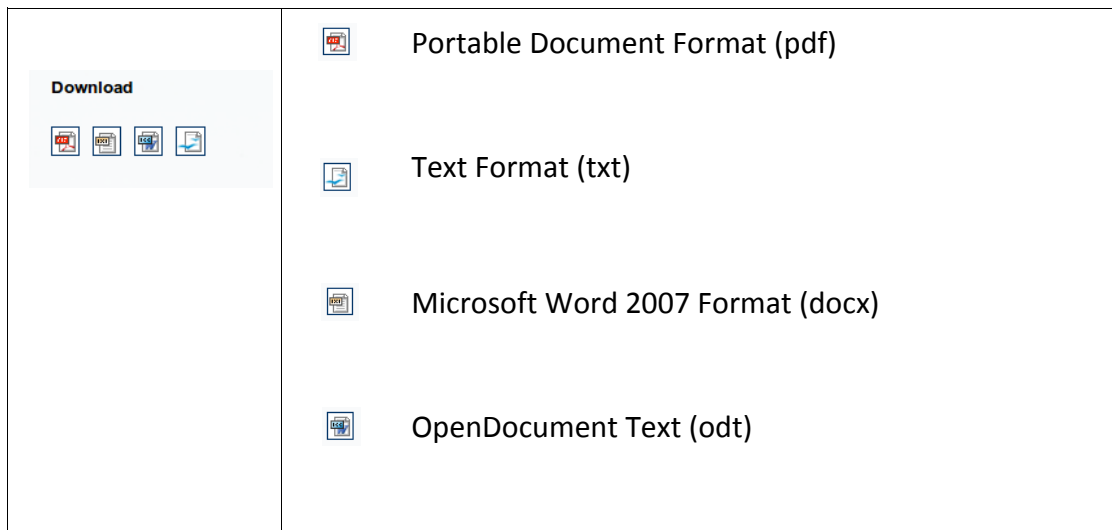 Download
Portable Document Format (pdf)
Text Format (txt)
Microsoft Word 2007 Format (docx)
OpenDocument Text (odt)